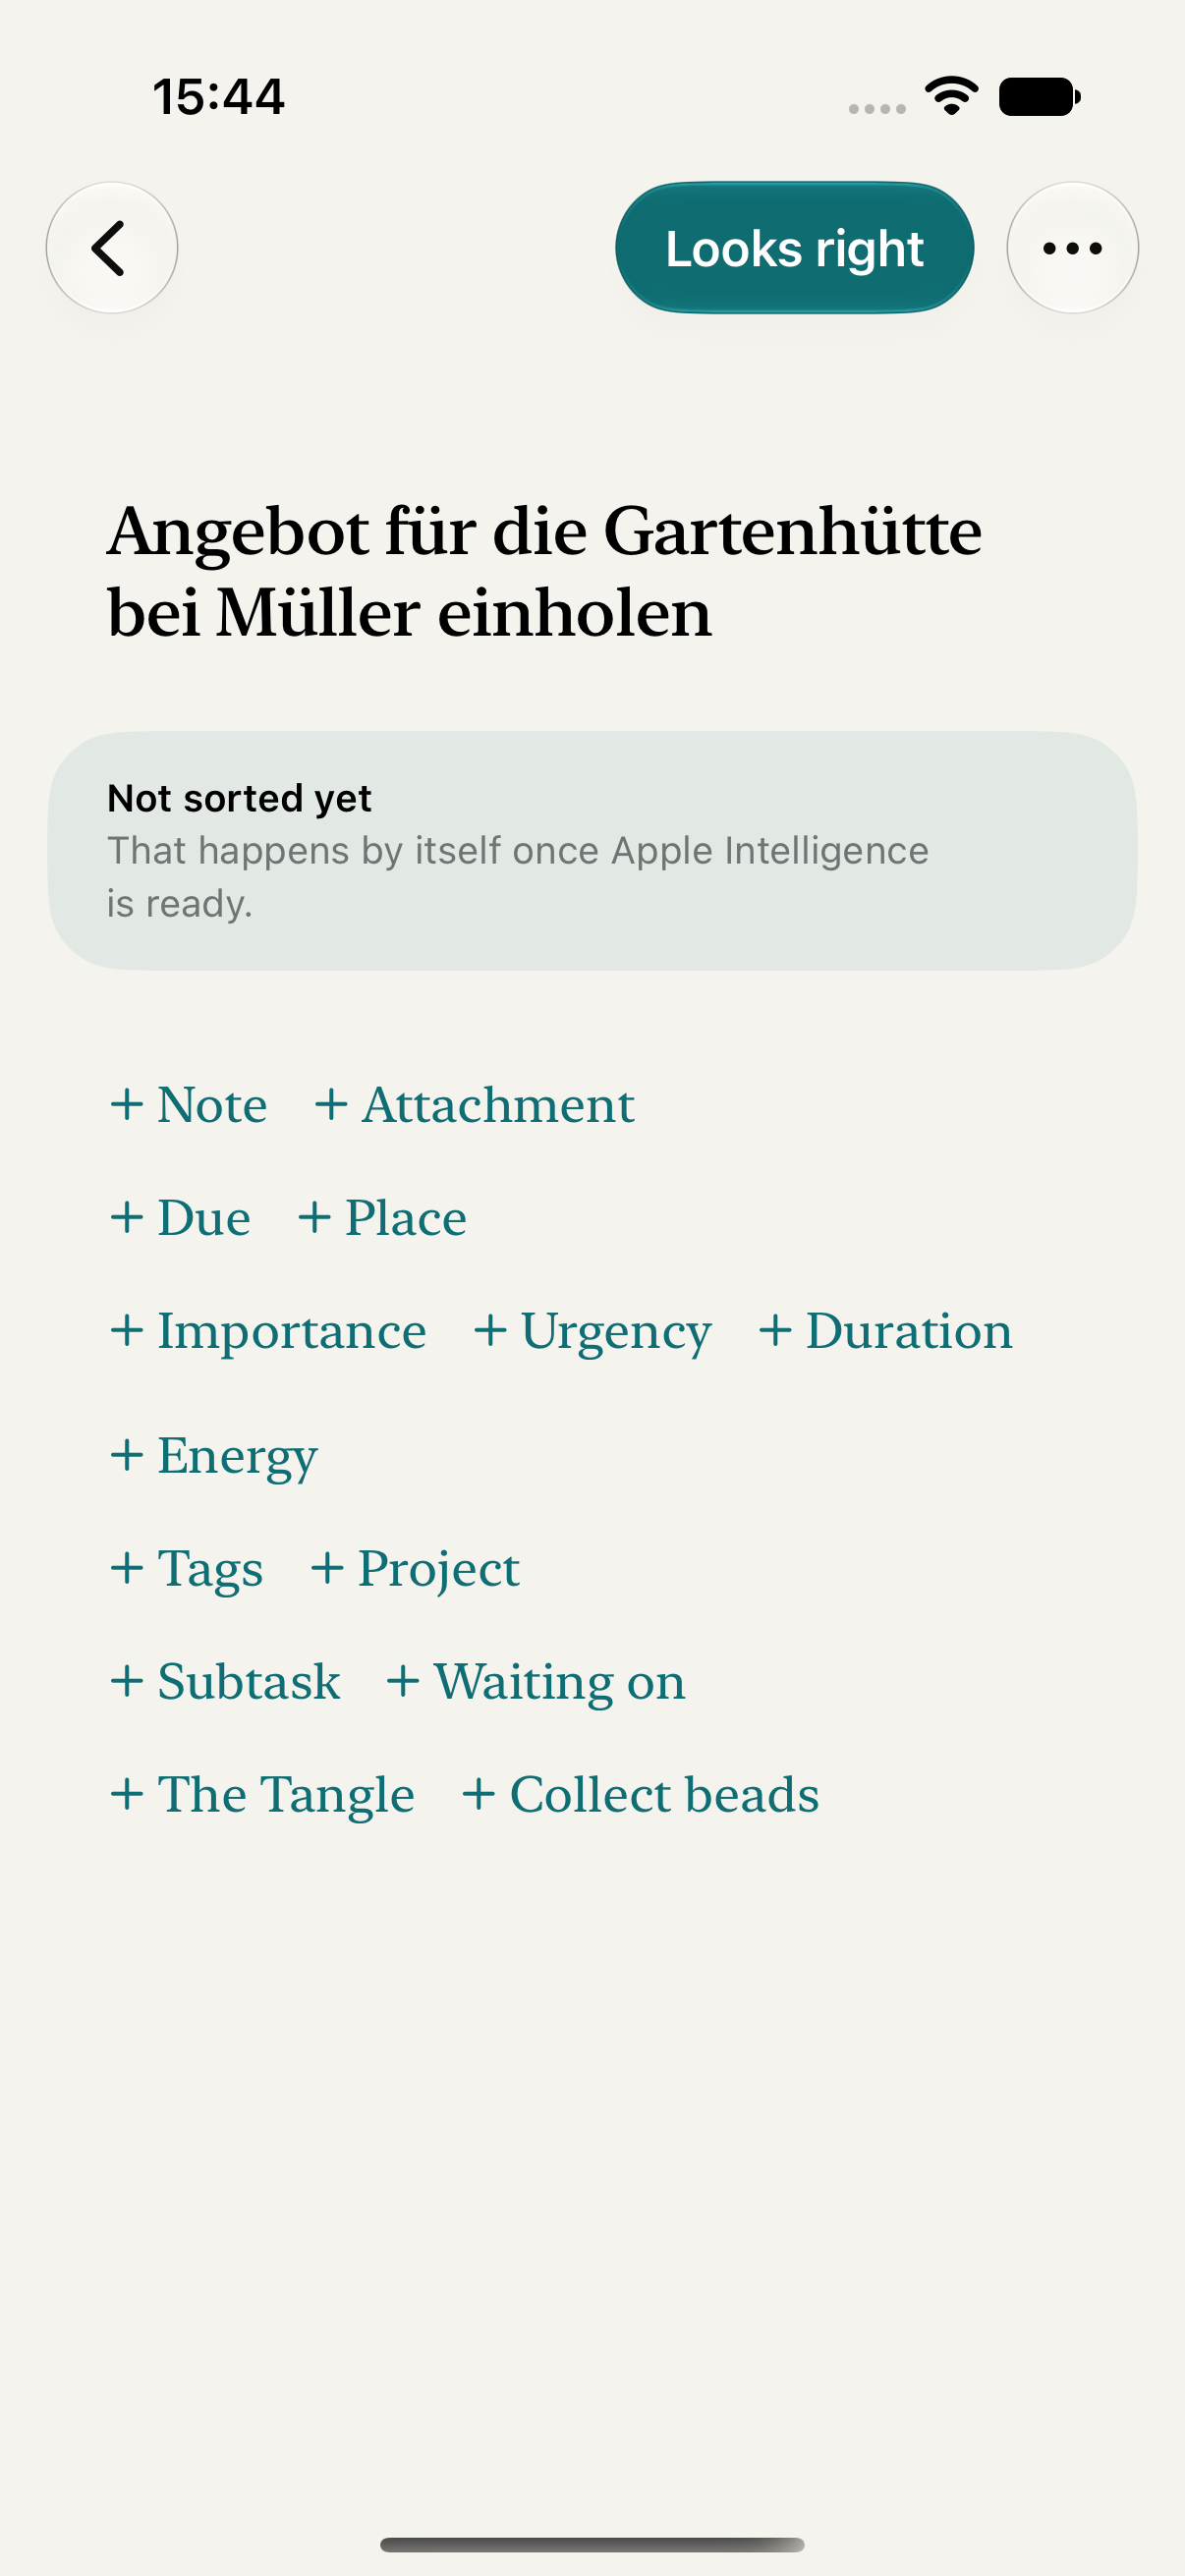 15:44
Looks right
Angebot für die Gartenhütte
bei Müller einholen
Not sorted yet
That happens by itself once Apple Intelligence
is ready.
+ Note + Attachment
+ Due + Place
+ Importance + Urgency + Duration
+ Energy
+ Tags + Project
+ Subtask + Waiting on
+ The Tangle + Collect beads